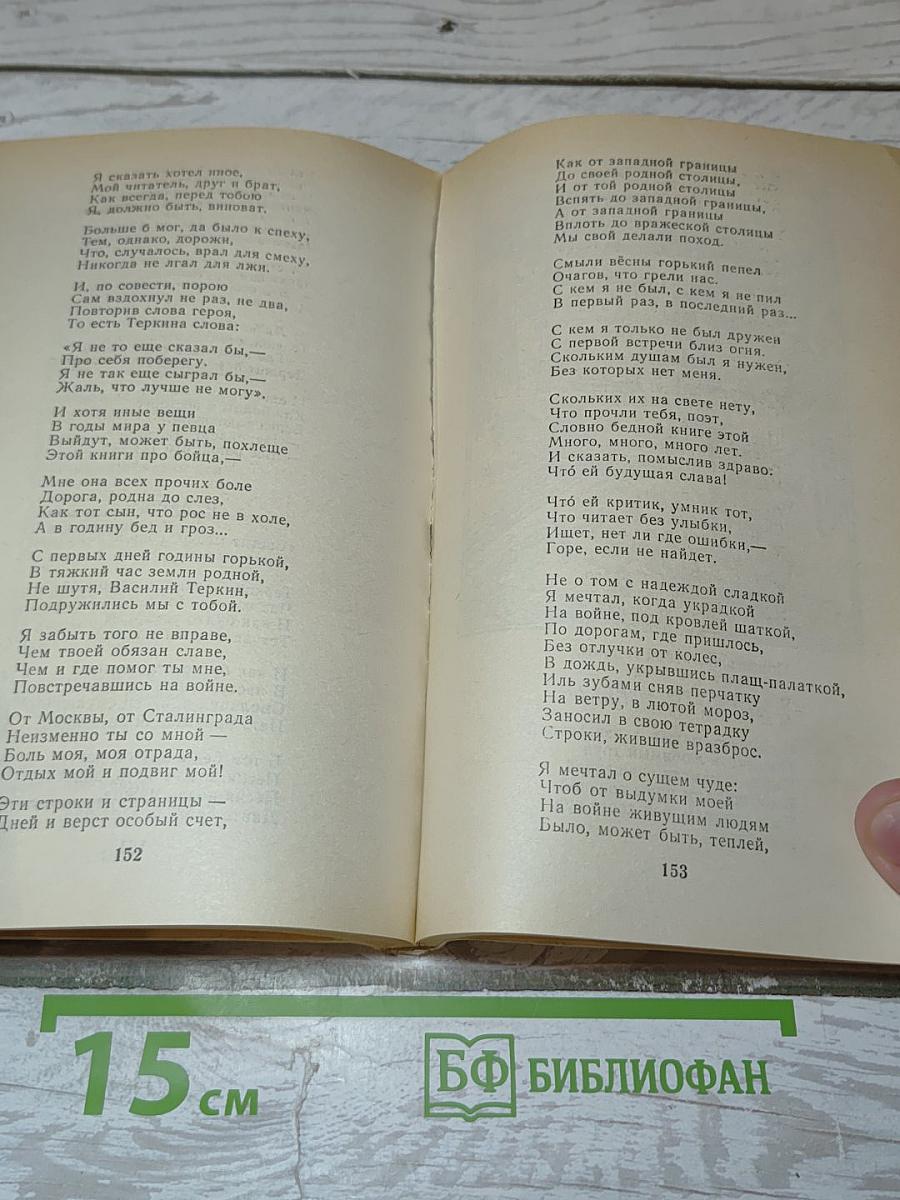 Я сказать хотел иное,
Мой читатель, друг и брат,
Как всегда, перед тобою
Я, должно быть, виноват.
Больше б мог, да было к спеху,
Тем, однако, дорожи,
Что, случалось, врал для смеху,
Никогда не лгал для лжи.
И, по совести, порою
Сам вздохнул не раз, не два,
Повторив слова героя,
То есть Теркина слова:
«Я не то еще сказал бы,—
Про себя поберегу.
Я не так еще сыграл бы,—
Жаль, что лучше не могу».
И хотя иные вещи
В годы мира у певца
Выйдут, может быть, похлеще
Этой книги про бойца,—
Мне она всех прочих боле
Дорога, родна до слез,
Как тот сын, что рос не в холе,
А в годину бед и гроз...
С первых дней годины горькой,
В тяжкий час земли родной,
Не шутя, Василий Теркин,
Подружились мы с тобой.
Я забыть того не вправе,
Чем твоей обязан славе,
Чем и где помог ты мне,
Повстречавшись на войне.
От Москвы, от Сталинграда
Неизменно ты со мной —
Боль моя, моя отрада,
Отдых мой и подвиг мой!
Эти строки и страницы —
Дней и верст особый счет,
152
Как от западной границы
До своей родной столицы,
И от той родной столицы
Вспять до западной границы,
А от западной границы
Вплоть до вражеской столицы
Мы свой делали поход.
Смыли вёсны горький пепел
Очагов, что грели нас.
С кем я не был, с кем я не пил
В первый раз, в последний раз...
С кем я только не был дружен
С первой встречи близ огня.
Скольким душам был я нужен,
Без которых нет меня.
Скольких их на свете нету,
Что прочли тебя, поэт,
Словно бедной книге этой
Много, много, много лет.
И сказать, помыслив здраво:
Что́ ей будущая слава!
Что́ ей критик, умник тот,
Что читает без улыбки,
Ищет, нет ли где ошибки,—
Горе, если не найдет.
Не о том с надеждой сладкой
Я мечтал, когда украдкой
На войне, под кровлей шаткой,
По дорогам, где пришлось,
Без отлучки от колес,
В дождь, укрывшись плащ-палаткой,
Иль зубами сняв перчатку
На ветру, в лютой мороз,
Заносил в свою тетрадку
Строки, жившие вразброс.
Я мечтал о сущем чуде:
Чтоб от выдумки моей
На войне живущим людям
Было, может быть, теплей,
153
15 см
БФ БИБЛИОФАН